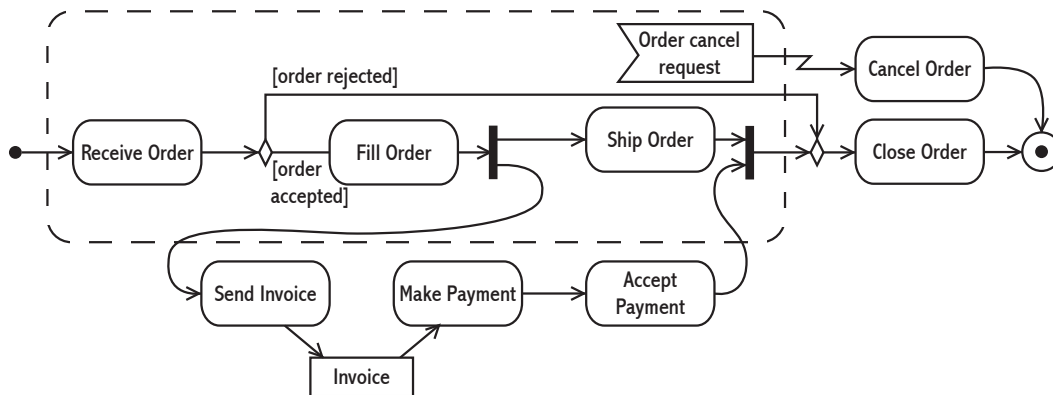 Order cancel
request
Cancel Order
[order rejected]
Receive Order
Fill Order
Ship Order
Close Order
[order
accepted]
Send Invoice
Make Payment
Accept
Payment
Invoice